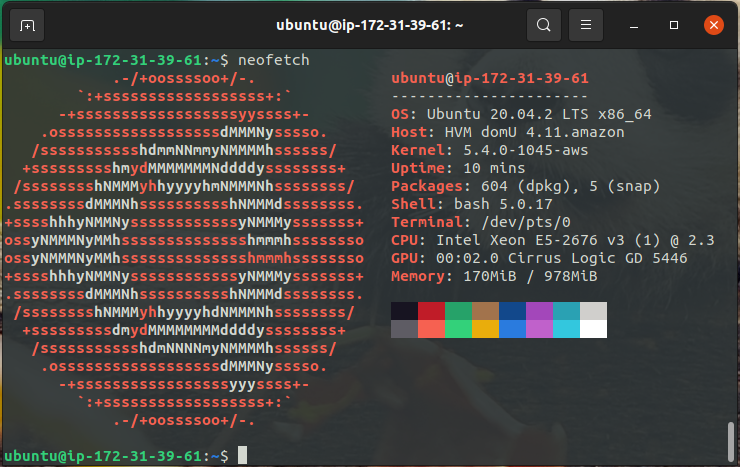 ubuntu@ip-172-31-39-61: ~
ubuntu@ip-172-31-39-61:~$ neofetch
.-/+oossssoo+/-. ubuntu@ip-172-31-39-61
`:+ssssssssssssssssss+:` ----------------------
-+ssssssssssssssssssyyssss+- OS: Ubuntu 20.04.2 LTS x86_64
.ossssssssssssssssssdMMMNysssso. Host: HVM domU 4.11.amazon
/ssssssssssshdmmNNmmyNMMMMhssssss/ Kernel: 5.4.0-1045-aws
+ssssssssshmydMMMMMMMNddddyssssssss+ Uptime: 10 mins
/sssssssshNMMMyhhyyyyhmNMMMNhssssssss/ Packages: 604 (dpkg), 5 (snap)
.ssssssssdMMMNhsssssssssshNMMMdssssssss. Shell: bash 5.0.17
+sssshhhyNMMNyssssssssssssyNMMMysssssss+ Terminal: /dev/pts/0
ossyNMMMNyMMhsssssssssssssshmmmhssssssso CPU: Intel Xeon E5-2676 v3 (1) @ 2.3
ossyNMMMNyMMhsssssssssssssshmmmhssssssso GPU: 00:02.0 Cirrus Logic GD 5446
+sssshhhyNMMNyssssssssssssyNMMMysssssss+ Memory: 170MiB / 978MiB
.ssssssssdMMMNhsssssssssshNMMMdssssssss.
/sssssssshNMMMyhhyyyyhdNMMMNhssssssss/
+sssssssssdmydMMMMMMMMddddyssssssss+
/ssssssssssshdmNNNNmyNMMMMhssssss/
.ossssssssssssssssssdMMMNysssso.
-+sssssssssssssssssyyyssss+-
`:+ssssssssssssssssss+:`
.-/+oossssoo+/-.
ubuntu@ip-172-31-39-61:~$